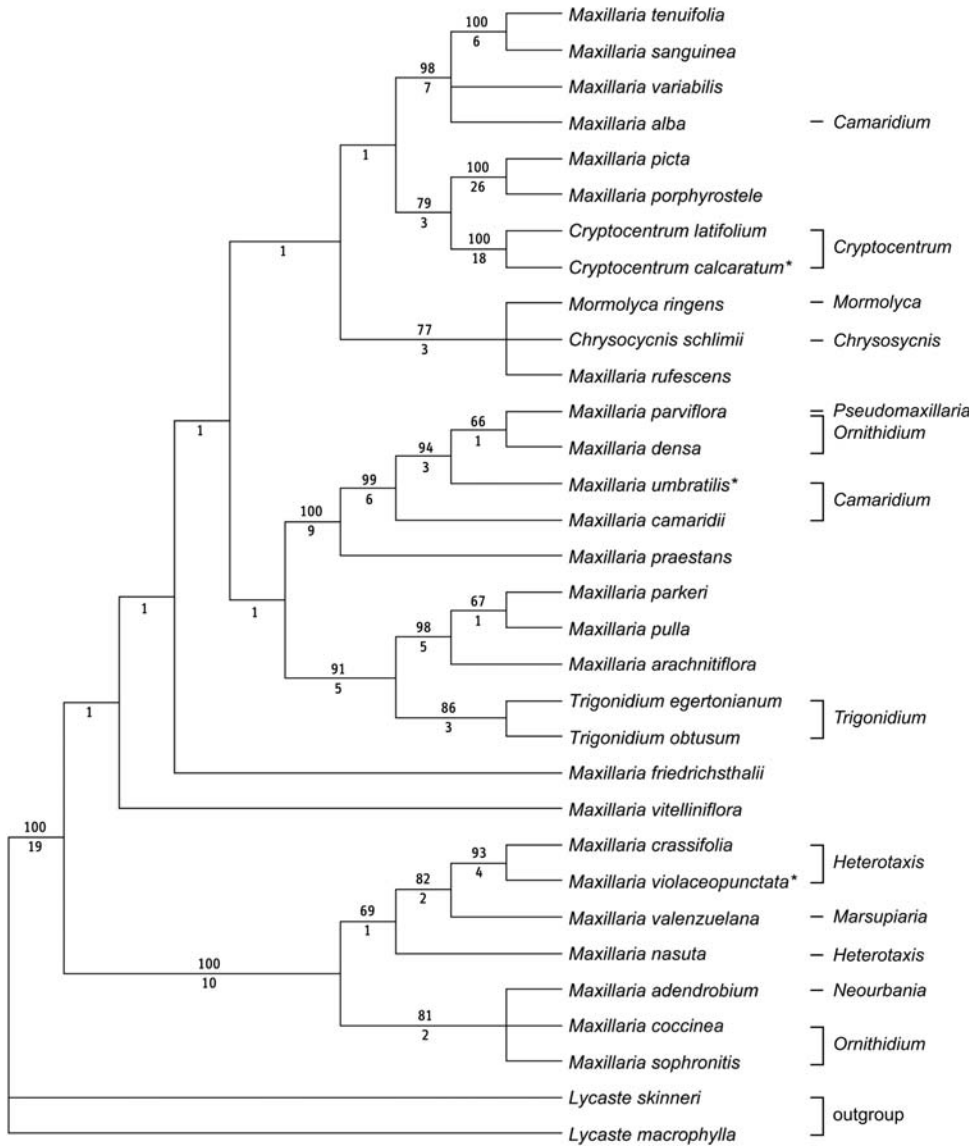 100
Maxillaria tenuifolia
6
Maxillaria sanguinea
98
7
Maxillaria variabilis
Maxillaria alba
Camaridium
1
100
Maxillaria picta
26
Maxillaria porphyrostele
79
3
100
Cryptocentrum latifolium
18
Cryptocentrum calcaratum*
Cryptocentrum
1
Mormolyca ringens
Mormolyca
77
3
Chrysocycnis schlimii
Chrysosycnis
Maxillaria rufescens
1
66
Maxillaria parviflora
Pseudomaxillaria
1
Maxillaria densa
Ornithidium
94
3
Maxillaria umbratilis*
99
6
Maxillaria camaridii
Camaridium
100
9
Maxillaria praestans
1
1
67
Maxillaria parkeri
1
Maxillaria pulla
98
5
Maxillaria arachnitiflora
91
5
86
Trigonidium egertonianum
3
Trigonidium obtusum
Trigonidium
1
Maxillaria friedrichsthalii
Maxillaria vitelliniflora
100
19
93
Maxillaria crassifolia
4
Maxillaria violaceopunctata*
Heterotaxis
82
2
Maxillaria valenzuelana
Marsupiaria
69
1
Maxillaria nasuta
Heterotaxis
100
10
Maxillaria adendrobium
Neourbania
81
2
Maxillaria coccinea
Maxillaria sophronitis
Ornithidium
Lycaste skinneri
Lycaste macrophylla
outgroup